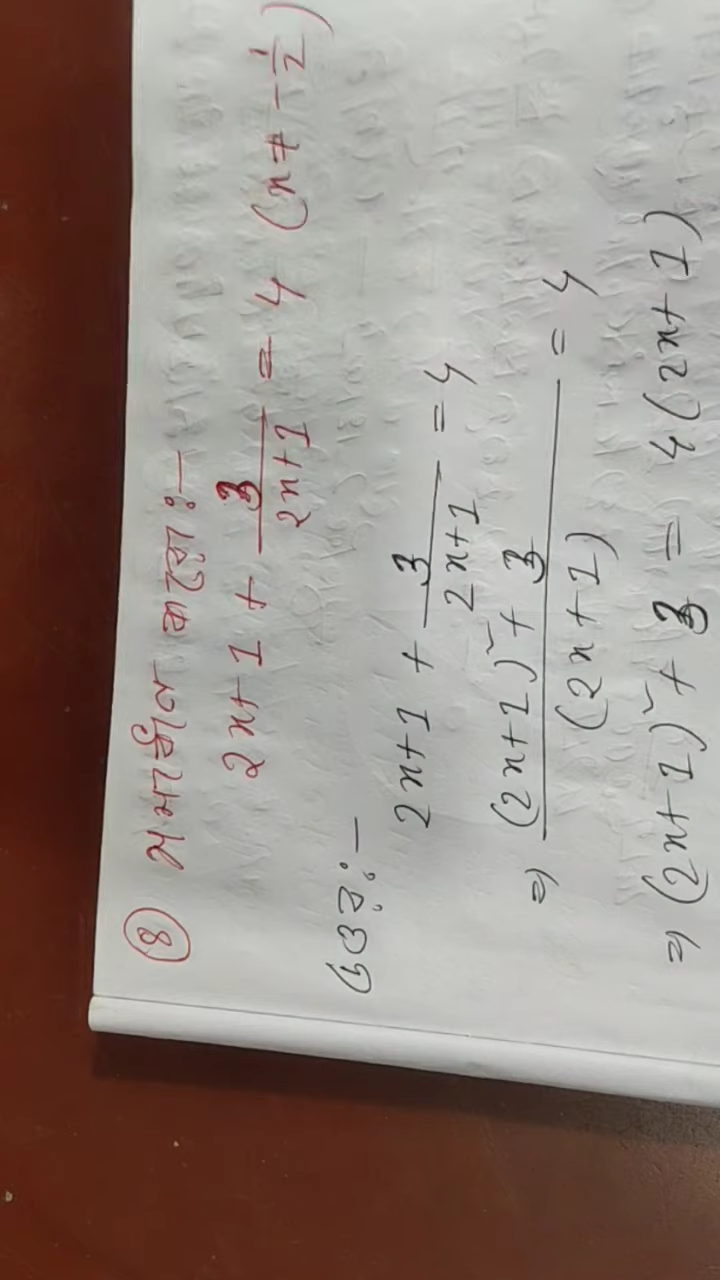 (8) সমাধান করো:-
2x+1 + 3/(2x+1) = 4 (x ≠ -1/2)
উত্তর:-
2x+1 + 3/(2x+1) = 4
⇒ ((2x+1)² + 3)/(2x+1) = 4
⇒ (2x+1)² + 3 = 4(2x+1)